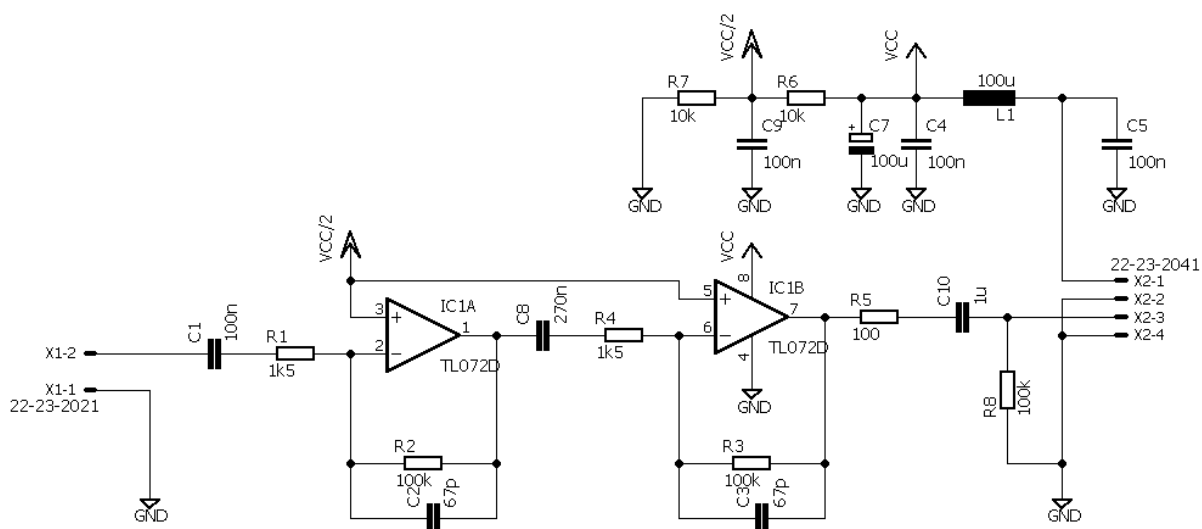 VCC/2
VCC
R7
10k
R6
10k
C9
100n
+
C7
100u
C4
100n
100u
L1
C5
100n
GND
GND
GND
GND
GND
VCC/2
VCC
22-23-2041
X2-1
X2-2
X2-3
X2-4
C1
100n
R1
1k5
3
+
2
−
IC1A
1
TL072D
C8
270n
R4
1k5
5
+
6
−
8
4
IC1B
7
TL072D
GND
R5
100
C10
1u
R8
100k
GND
X1-2
X1-1
22-23-2021
GND
R2
100k
C2
67p
R3
100k
C3
67p